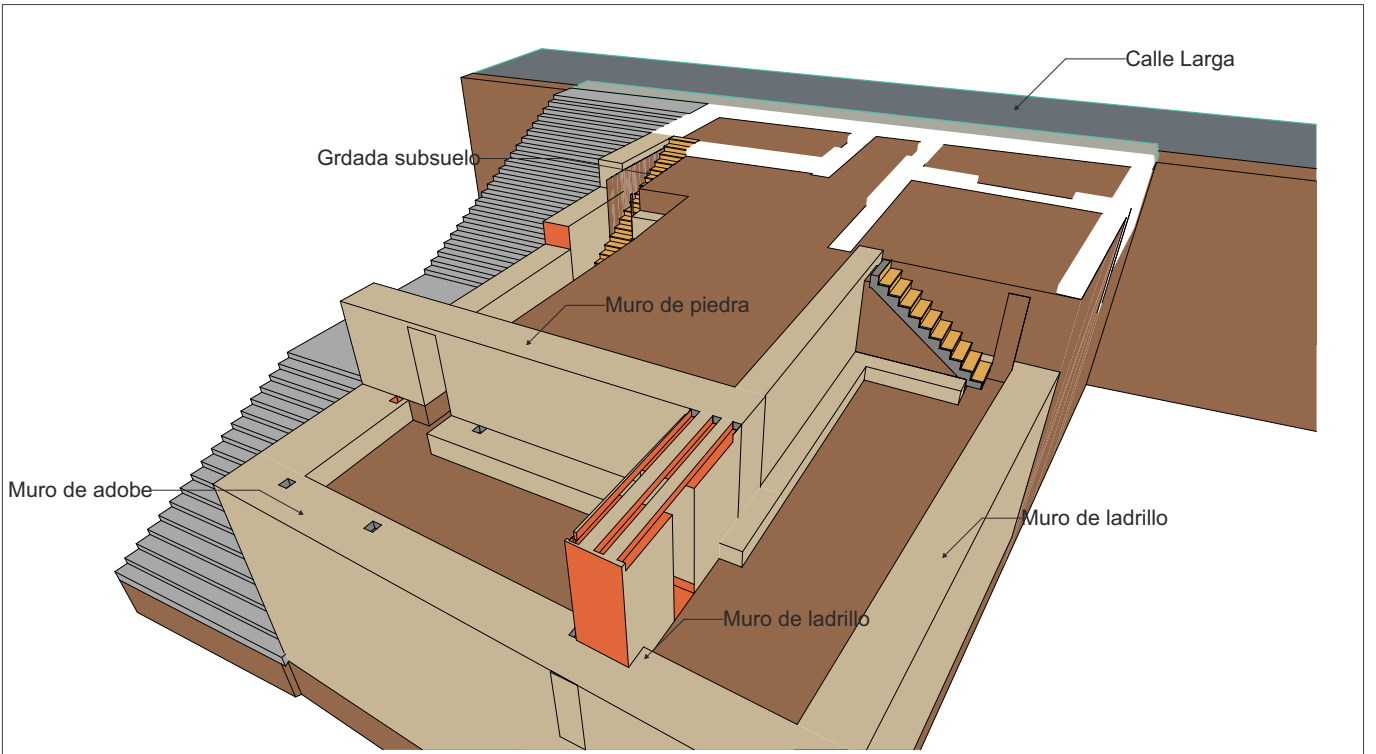 Calle Larga
Grdada subsuelo
Muro de piedra
Muro de adobe
Muro de ladrillo
Muro de ladrillo